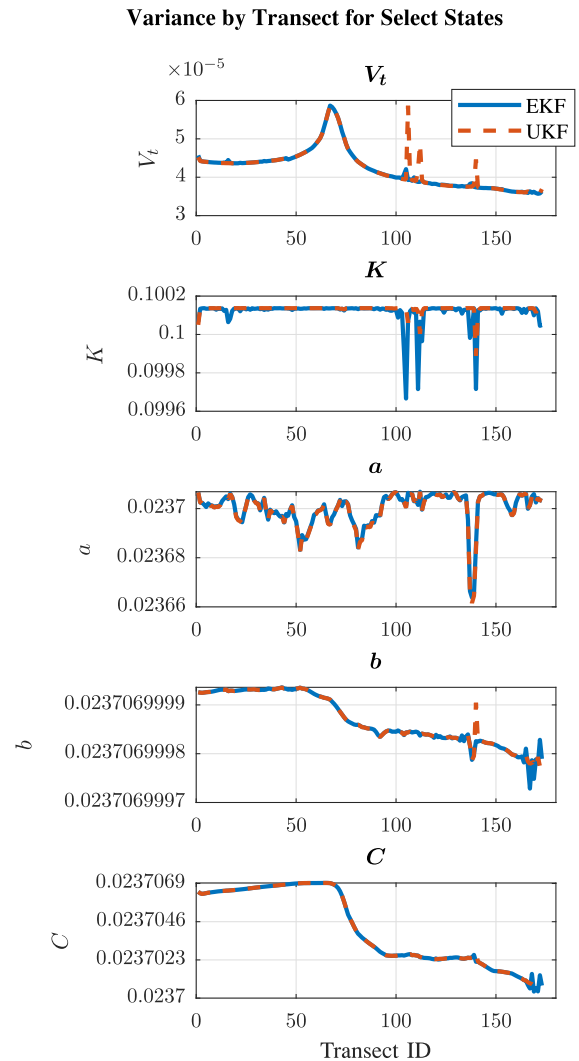 Variance by Transect for Select States
×10⁻⁵
V_t
EKF
UKF
V_t
6
5
4
3
0 50 100 150
K
K
0.1002
0.1
0.0998
0.0996
0 50 100 150
a
a
0.0237
0.02368
0.02366
0 50 100 150
b
b
0.0237069999
0.0237069998
0.0237069997
0 50 100 150
C
C
0.0237069
0.0237046
0.0237023
0.0237
0 50 100 150
Transect ID